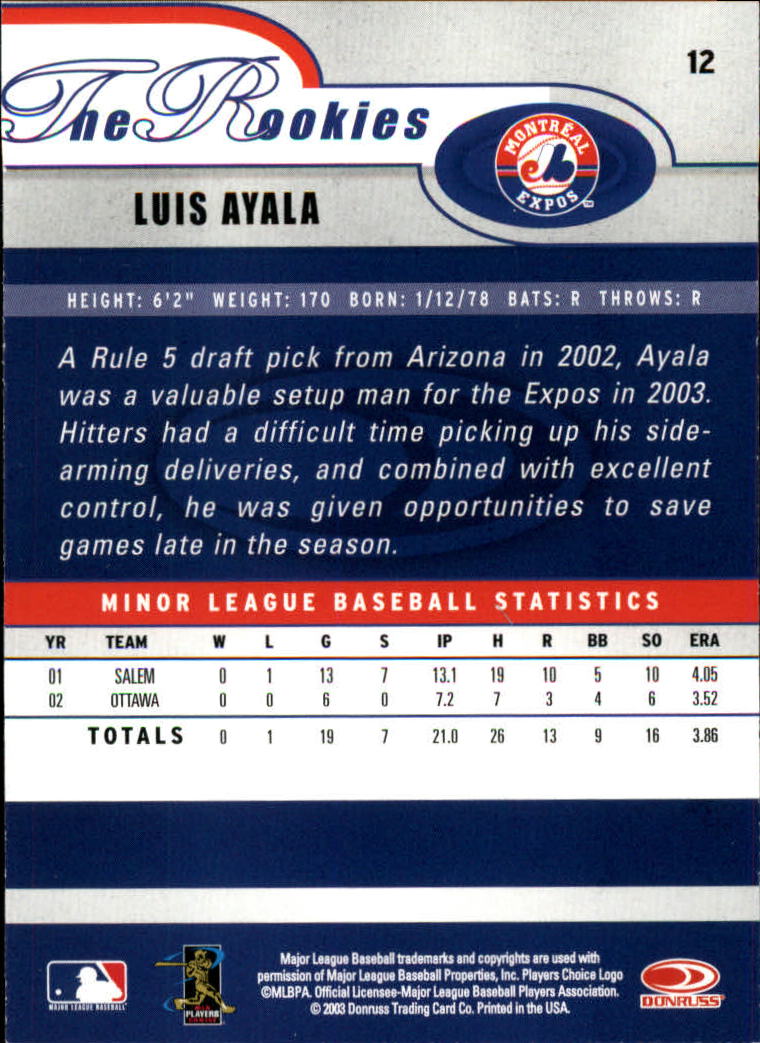 12
The Rookies
MONTREAL
EXPOS
TM
LUIS AYALA
HEIGHT: 6'2" WEIGHT: 170 BORN: 1/12/78 BATS: R THROWS: R
A Rule 5 draft pick from Arizona in 2002, Ayala
was a valuable setup man for the Expos in 2003.
Hitters had a difficult time picking up his side-
arming deliveries, and combined with excellent
control, he was given opportunities to save
games late in the season.
MINOR LEAGUE BASEBALL STATISTICS
YR TEAM W L G S IP H R BB SO ERA
01 SALEM 0 1 13 7 13.1 19 10 5 10 4.05
02 OTTAWA 0 0 6 0 7.2 7 3 4 6 3.52
TOTALS 0 1 19 7 21.0 26 13 9 16 3.86
MAJOR LEAGUE BASEBALL
PLAYERS
CHOICE
Major League Baseball trademarks and copyrights are used with
permission of Major League Baseball Properties, Inc. Players Choice Logo
©MLBPA. Official Licensee-Major League Baseball Players Association.
© 2003 Donruss Trading Card Co. Printed in the USA.
DONRUSS